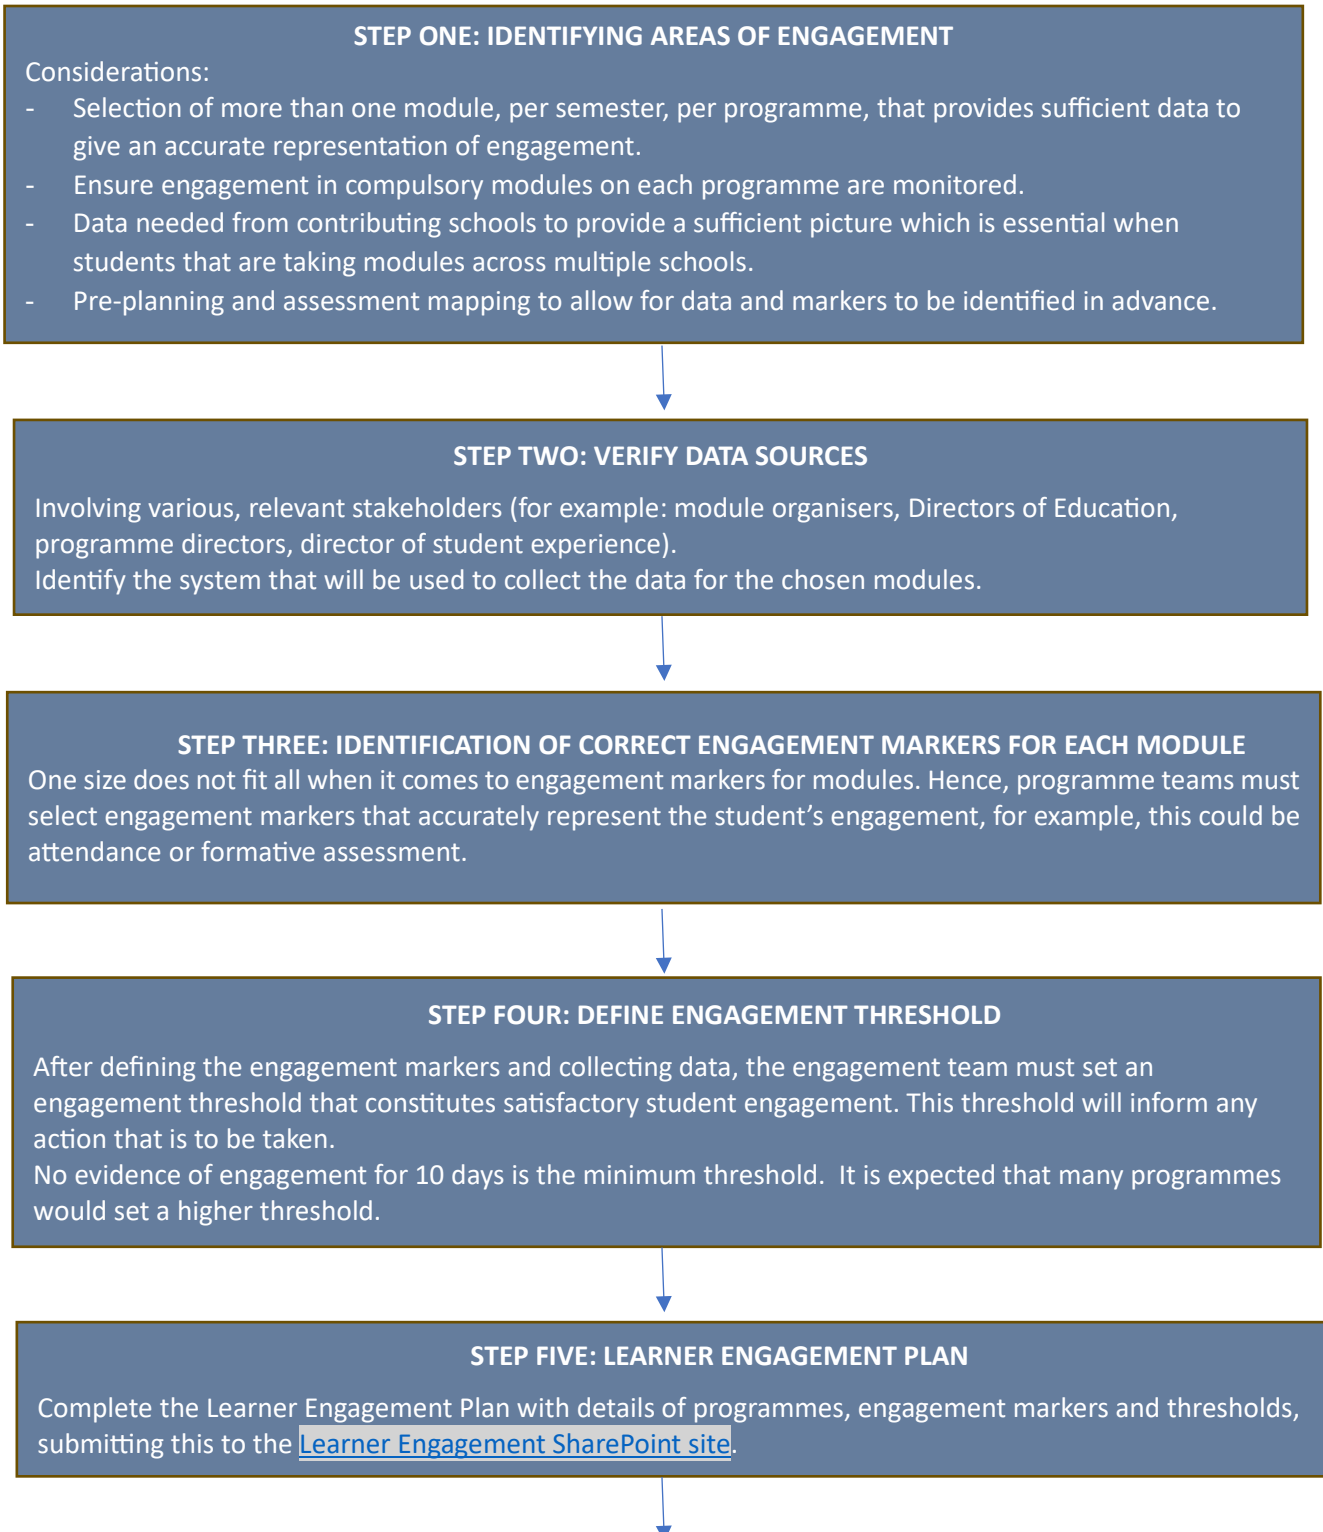 STEP ONE: IDENTIFYING AREAS OF ENGAGEMENT
Considerations:
- Selection of more than one module, per semester, per programme, that provides sufficient data to
give an accurate representation of engagement.
- Ensure engagement in compulsory modules on each programme are monitored.
- Data needed from contributing schools to provide a sufficient picture which is essential when
students that are taking modules across multiple schools.
- Pre-planning and assessment mapping to allow for data and markers to be identified in advance.
STEP TWO: VERIFY DATA SOURCES
Involving various, relevant stakeholders (for example: module organisers, Directors of Education,
programme directors, director of student experience).
Identify the system that will be used to collect the data for the chosen modules.
STEP THREE: IDENTIFICATION OF CORRECT ENGAGEMENT MARKERS FOR EACH MODULE
One size does not fit all when it comes to engagement markers for modules. Hence, programme teams must
select engagement markers that accurately represent the student’s engagement, for example, this could be
attendance or formative assessment.
STEP FOUR: DEFINE ENGAGEMENT THRESHOLD
After defining the engagement markers and collecting data, the engagement team must set an
engagement threshold that constitutes satisfactory student engagement. This threshold will inform any
action that is to be taken.
No evidence of engagement for 10 days is the minimum threshold.  It is expected that many programmes
would set a higher threshold.
STEP FIVE: LEARNER ENGAGEMENT PLAN
Complete the Learner Engagement Plan with details of programmes, engagement markers and thresholds,
submitting this to the Learner Engagement SharePoint site.